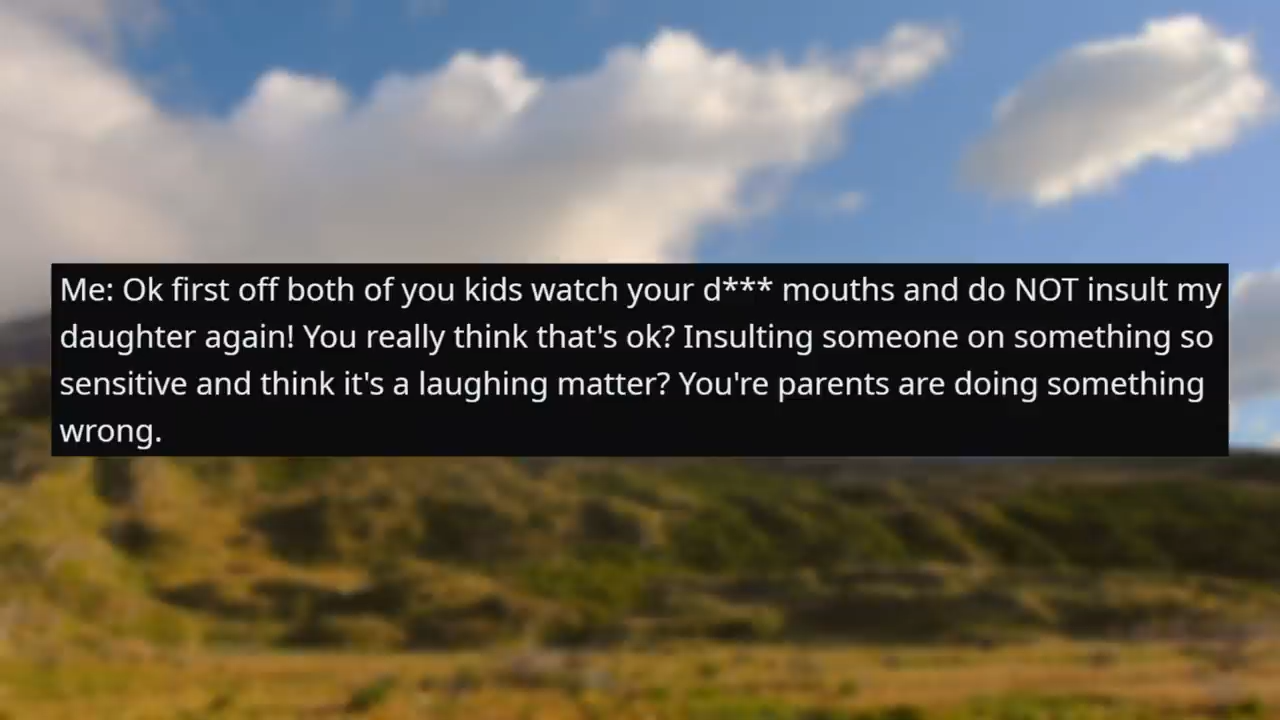 Me: Ok first off both of you kids watch your d*** mouths and do NOT insult my
daughter again! You really think that's ok? Insulting someone on something so
sensitive and think it's a laughing matter? You're parents are doing something
wrong.